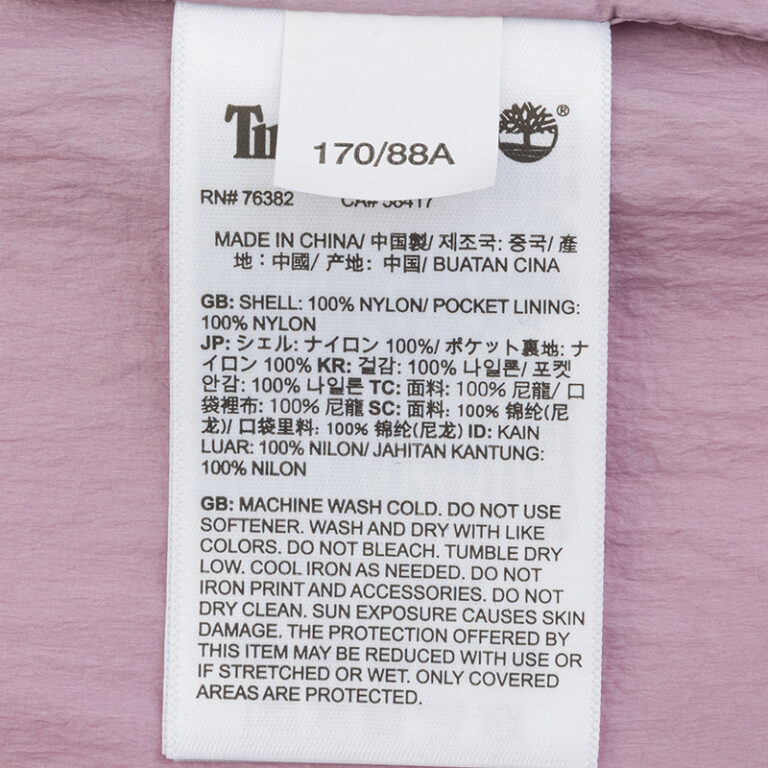 170/88A
RN# 76382
MADE IN CHINA/ 中国製/ 제조국: 중국/ 產
地：中國/ 产地: 中国/ BUATAN CINA
GB: SHELL: 100% NYLON/ POCKET LINING:
100% NYLON
JP: シェル: ナイロン 100%/ ポケット裏地: ナ
イロン 100% KR: 겉감: 100% 나일론/ 포켓
안감: 100% 나일론 TC: 面料: 100% 尼龍/ 口
袋裡布: 100% 尼龍 SC: 面料: 100% 锦纶(尼
龙)/ 口袋里料: 100% 锦纶(尼龙) ID: KAIN
LUAR: 100% NILON/ JAHITAN KANTUNG:
100% NILON
GB: MACHINE WASH COLD. DO NOT USE
SOFTENER. WASH AND DRY WITH LIKE
COLORS. DO NOT BLEACH. TUMBLE DRY
LOW. COOL IRON AS NEEDED. DO NOT
IRON PRINT AND ACCESSORIES. DO NOT
DRY CLEAN. SUN EXPOSURE CAUSES SKIN
DAMAGE. THE PROTECTION OFFERED BY
THIS ITEM MAY BE REDUCED WITH USE OR
IF STRETCHED OR WET. ONLY COVERED
AREAS ARE PROTECTED.